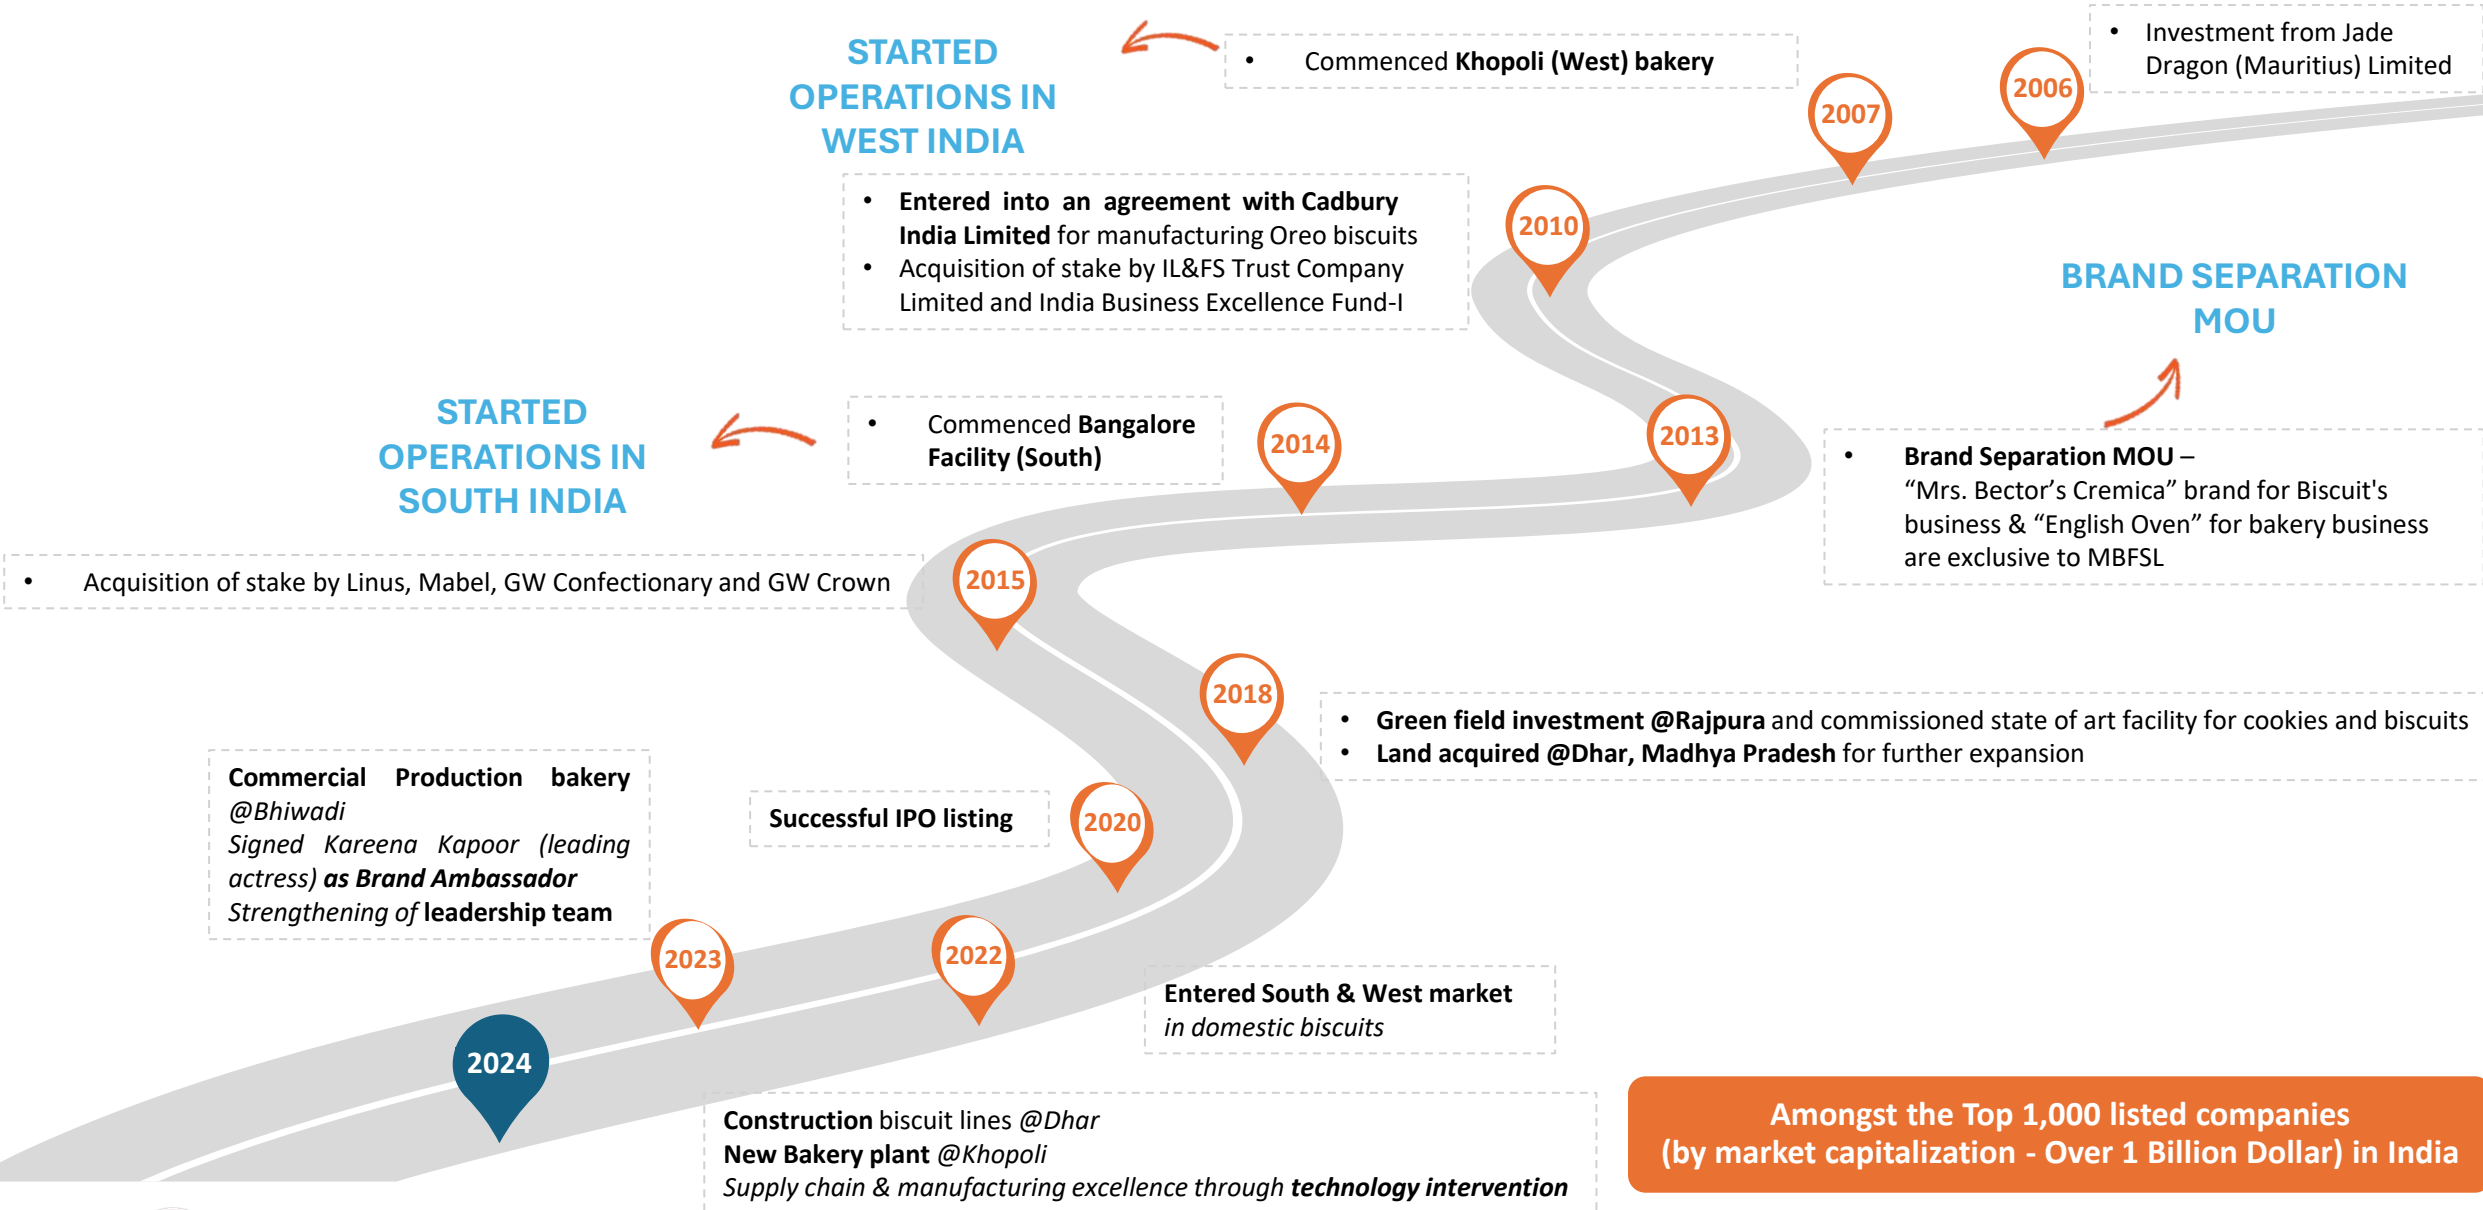 • Investment from Jade
Dragon (Mauritius) Limited
2006
2007
• Commenced Khopoli (West) bakery
STARTED
OPERATIONS IN
WEST INDIA
2010
• Entered into an agreement with Cadbury
India Limited for manufacturing Oreo biscuits
• Acquisition of stake by IL&FS Trust Company
Limited and India Business Excellence Fund-I
BRAND SEPARATION
MOU
2013
• Brand Separation MOU –
“Mrs. Bector’s Cremica” brand for Biscuit's
business & “English Oven” for bakery business
are exclusive to MBFSL
2014
• Commenced Bangalore
Facility (South)
STARTED
OPERATIONS IN
SOUTH INDIA
2015
• Acquisition of stake by Linus, Mabel, GW Confectionary and GW Crown
2018
• Green field investment @Rajpura and commissioned state of art facility for cookies and biscuits
• Land acquired @Dhar, Madhya Pradesh for further expansion
2020
Successful IPO listing
2022
Entered South & West market
in domestic biscuits
2023
Commercial Production bakery
@Bhiwadi
Signed Kareena Kapoor (leading
actress) as Brand Ambassador
Strengthening of leadership team
2024
Construction biscuit lines @Dhar
New Bakery plant @Khopoli
Supply chain & manufacturing excellence through technology intervention
Amongst the Top 1,000 listed companies
(by market capitalization - Over 1 Billion Dollar) in India